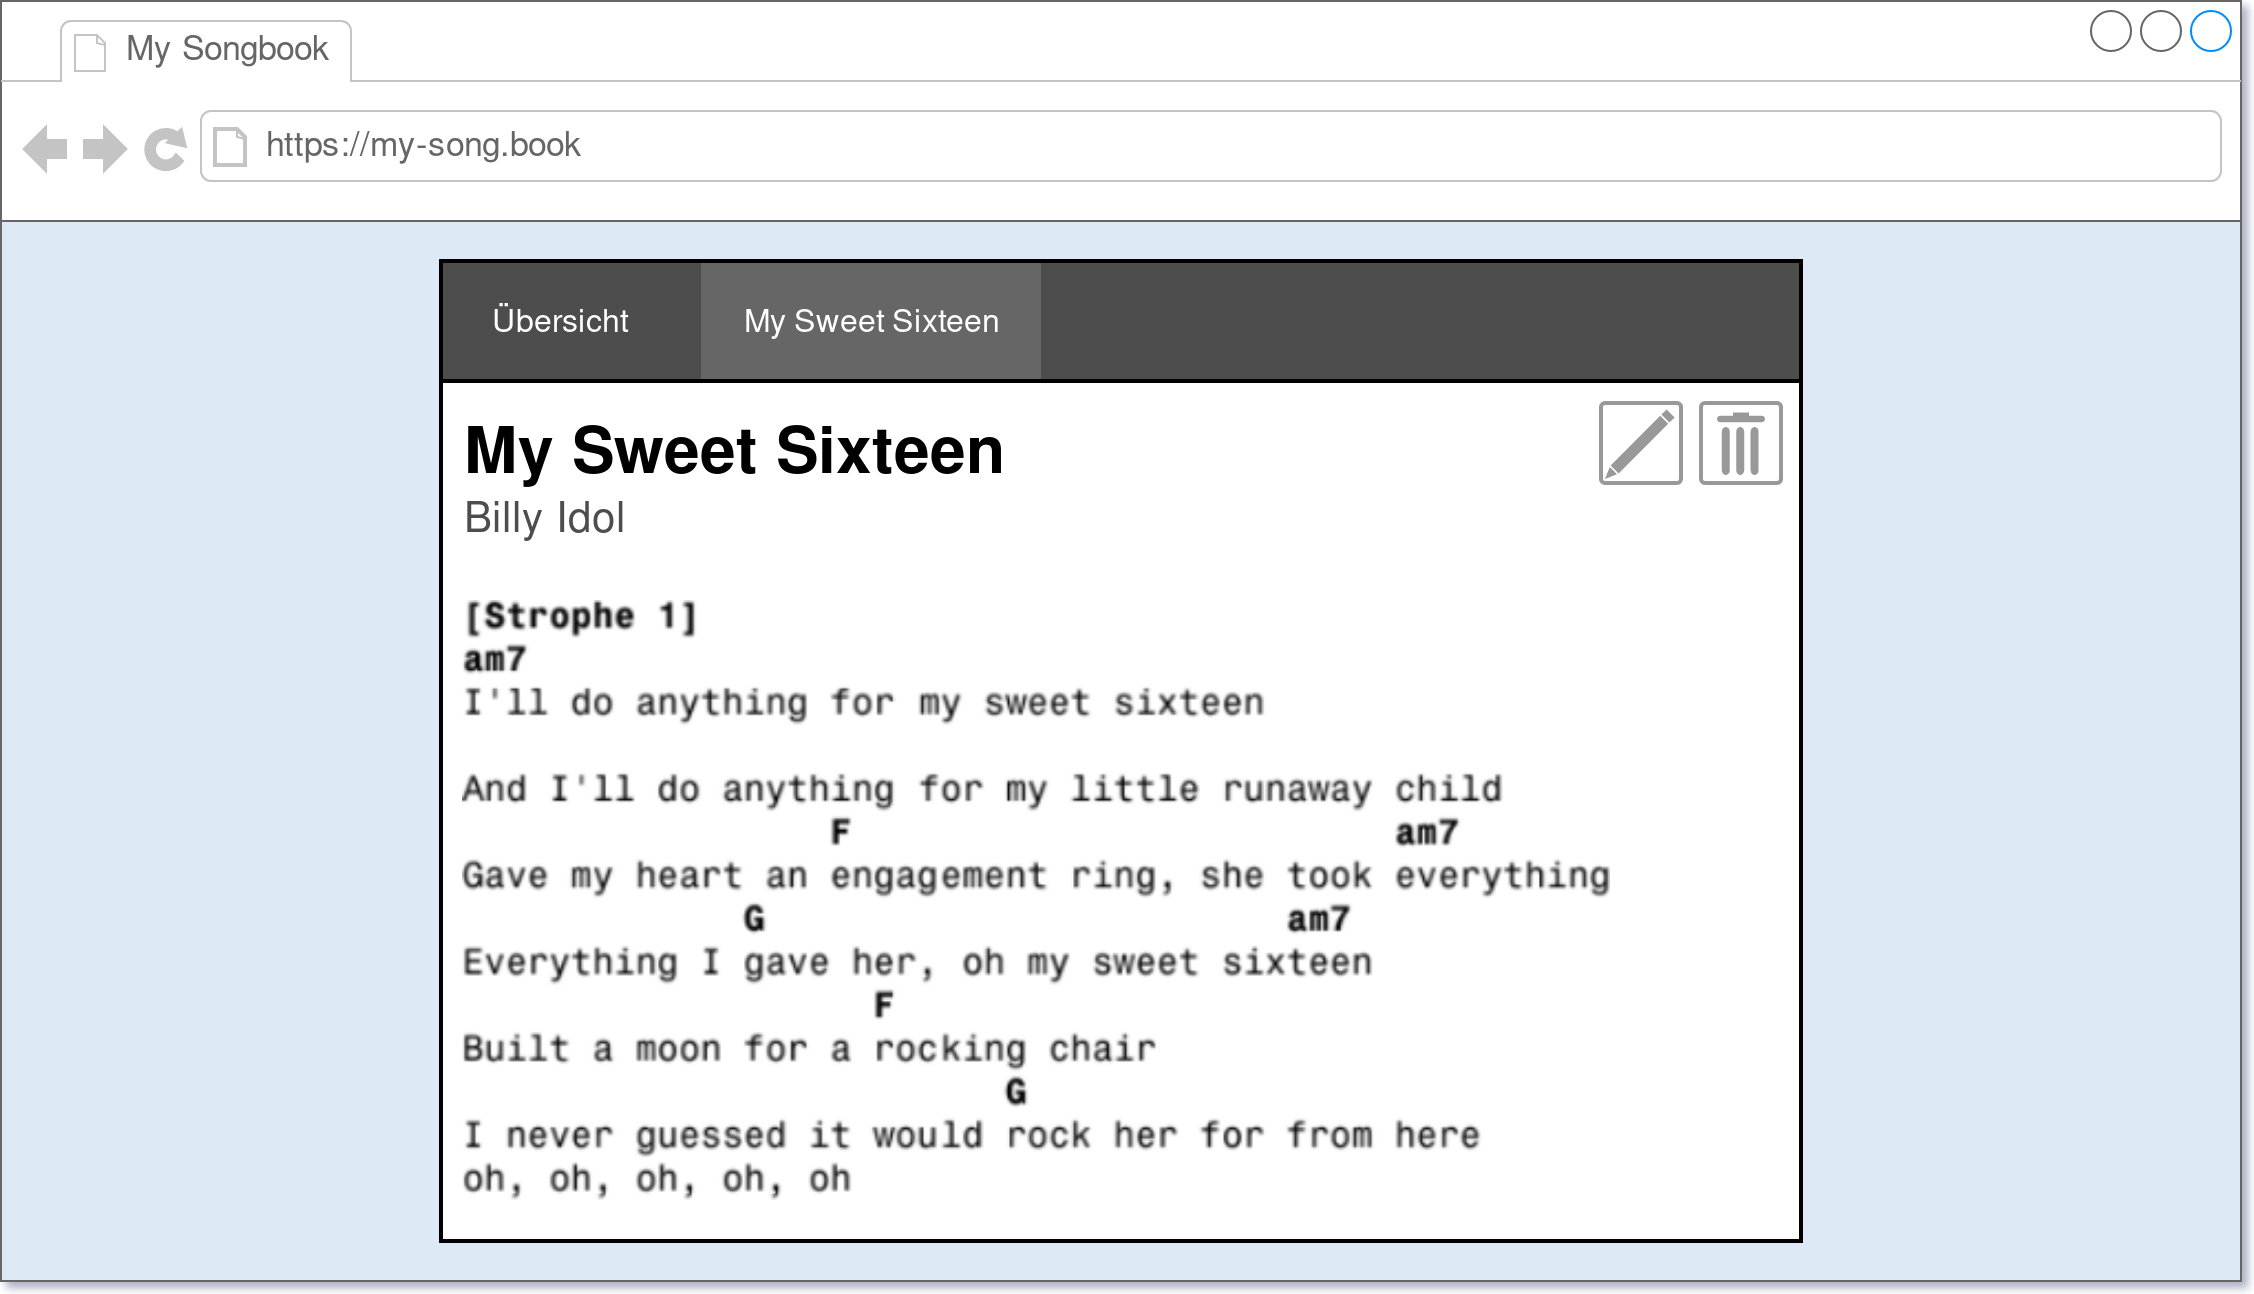 My Songbook
https://my-song.book
Übersicht
My Sweet Sixteen
My Sweet Sixteen
Billy Idol
[Strophe 1]
am7
I'll do anything for my sweet sixteen
And I'll do anything for my little runaway child
F am7
Gave my heart an engagement ring, she took everything
G am7
Everything I gave her, oh my sweet sixteen
F
Built a moon for a rocking chair
G
I never guessed it would rock her for from here
oh, oh, oh, oh, oh